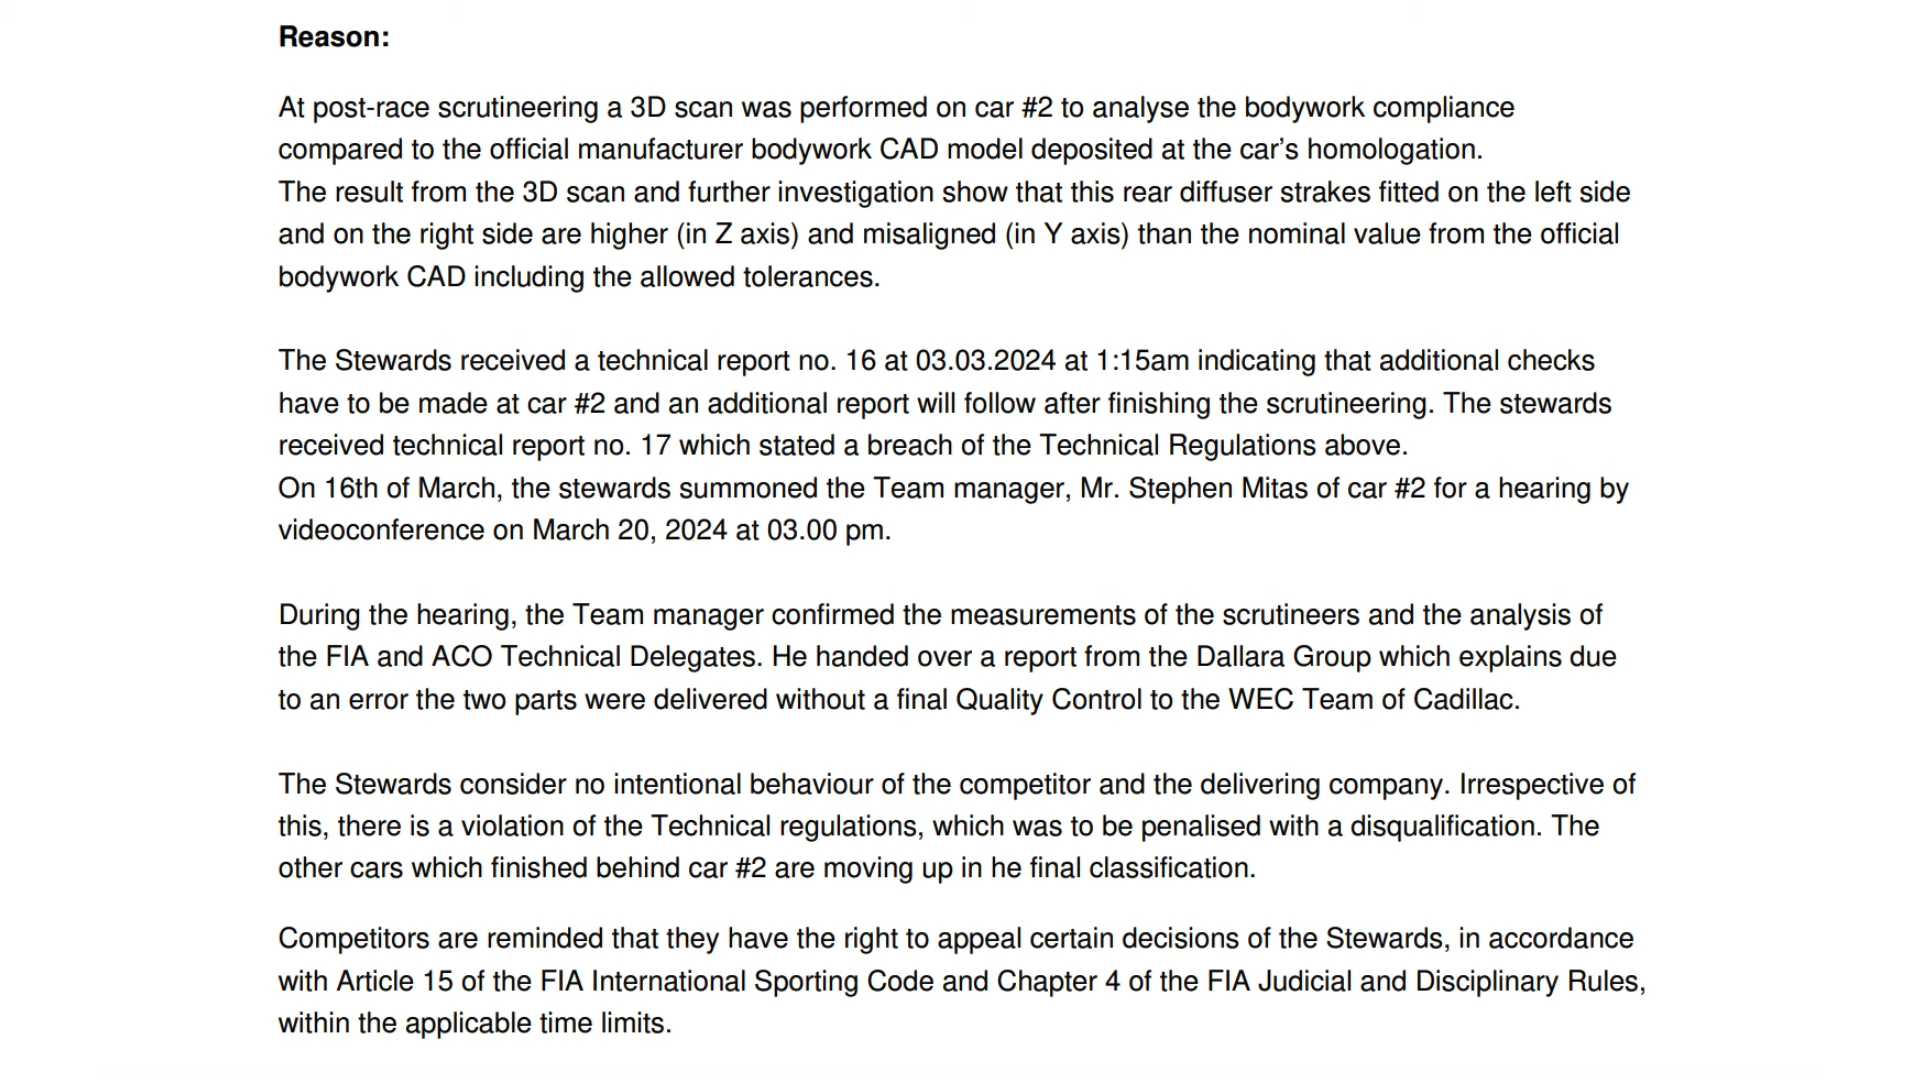 Reason:
At post-race scrutineering a 3D scan was performed on car #2 to analyse the bodywork compliance
compared to the official manufacturer bodywork CAD model deposited at the car’s homologation.
The result from the 3D scan and further investigation show that this rear diffuser strakes fitted on the left side
and on the right side are higher (in Z axis) and misaligned (in Y axis) than the nominal value from the official
bodywork CAD including the allowed tolerances.
The Stewards received a technical report no. 16 at 03.03.2024 at 1:15am indicating that additional checks
have to be made at car #2 and an additional report will follow after finishing the scrutineering. The stewards
received technical report no. 17 which stated a breach of the Technical Regulations above.
On 16th of March, the stewards summoned the Team manager, Mr. Stephen Mitas of car #2 for a hearing by
videoconference on March 20, 2024 at 03.00 pm.
During the hearing, the Team manager confirmed the measurements of the scrutineers and the analysis of
the FIA and ACO Technical Delegates. He handed over a report from the Dallara Group which explains due
to an error the two parts were delivered without a final Quality Control to the WEC Team of Cadillac.
The Stewards consider no intentional behaviour of the competitor and the delivering company. Irrespective of
this, there is a violation of the Technical regulations, which was to be penalised with a disqualification. The
other cars which finished behind car #2 are moving up in he final classification.
Competitors are reminded that they have the right to appeal certain decisions of the Stewards, in accordance
with Article 15 of the FIA International Sporting Code and Chapter 4 of the FIA Judicial and Disciplinary Rules,
within the applicable time limits.